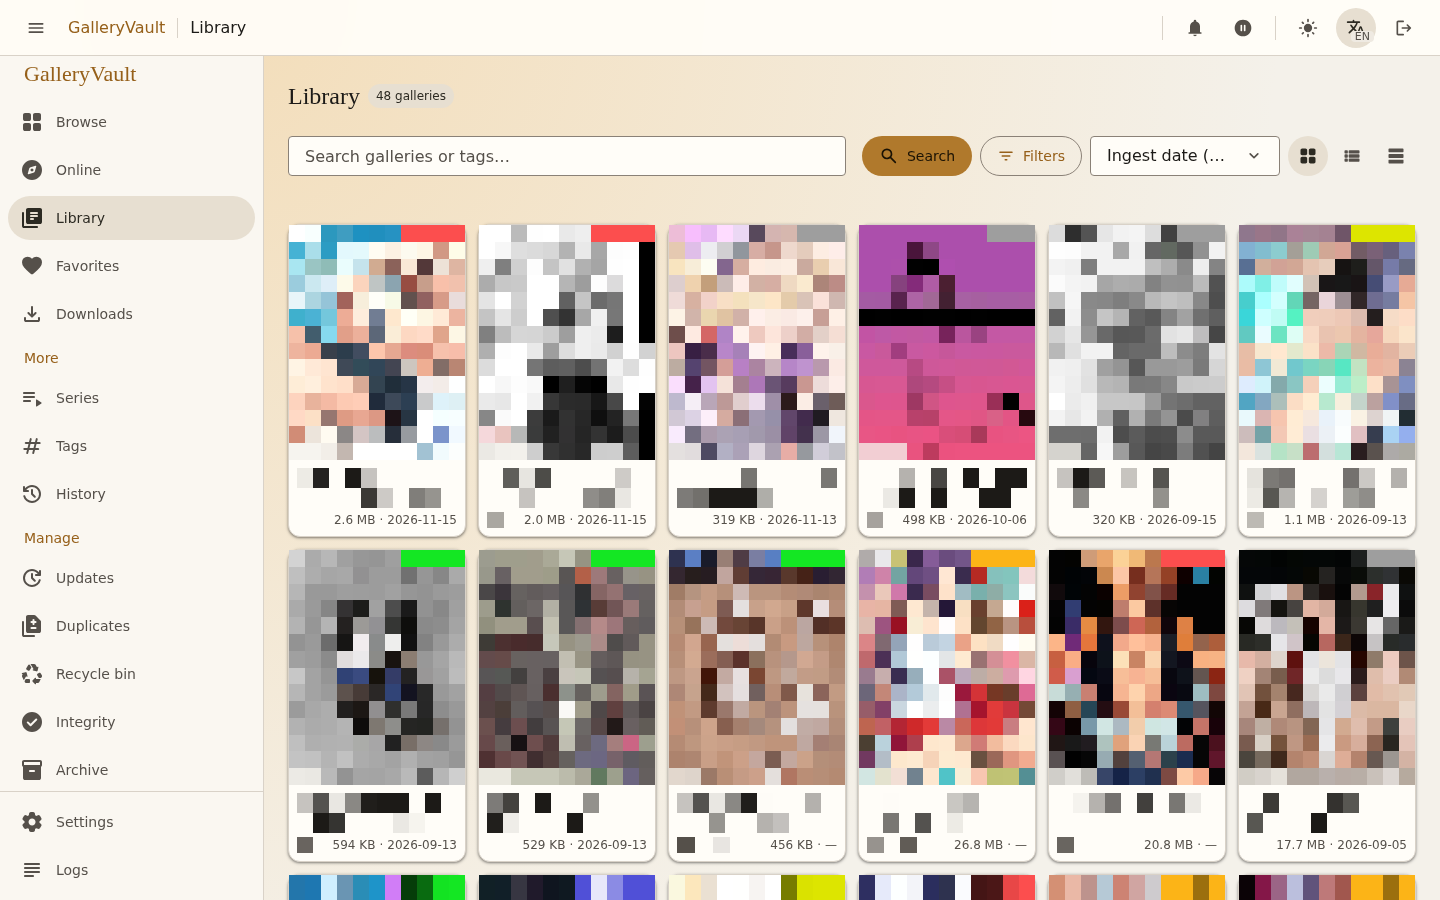 GalleryVault
Library
EN
GalleryVault
Browse
Online
Library
Favorites
Downloads
More
Series
Tags
History
Manage
Updates
Duplicates
Recycle bin
Integrity
Archive
Settings
Logs
Library
48 galleries
Search galleries or tags...
Search
Filters
Ingest date (...
2.6 MB · 2026-11-15
2.0 MB · 2026-11-15
319 KB · 2026-11-13
498 KB · 2026-10-06
320 KB · 2026-09-15
1.1 MB · 2026-09-13
594 KB · 2026-09-13
529 KB · 2026-09-13
456 KB · —
26.8 MB · —
20.8 MB · —
17.7 MB · 2026-09-05